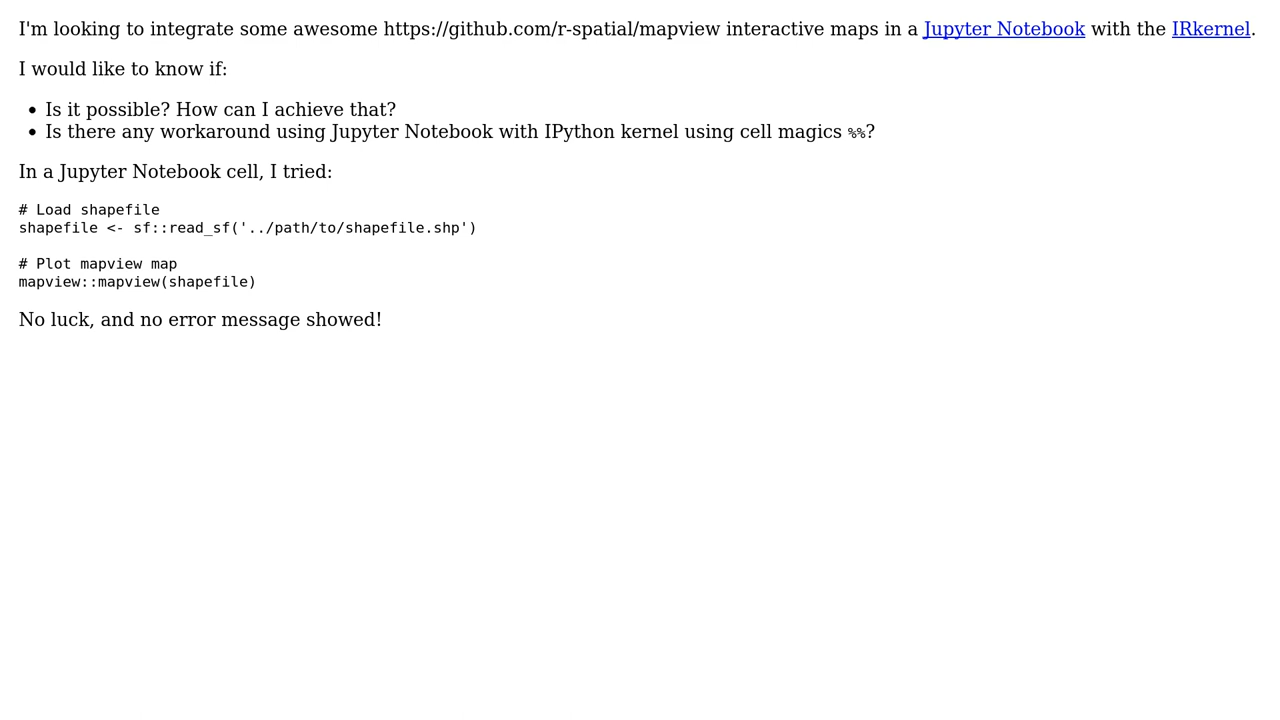 I'm looking to integrate some awesome https://github.com/r-spatial/mapview interactive maps in a Jupyter Notebook with the IRkernel.
I would like to know if:
• Is it possible? How can I achieve that?
• Is there any workaround using Jupyter Notebook with IPython kernel using cell magics %%?
In a Jupyter Notebook cell, I tried:
# Load shapefile
shapefile <- sf::read_sf('../path/to/shapefile.shp')
# Plot mapview map
mapview::mapview(shapefile)
No luck, and no error message showed!